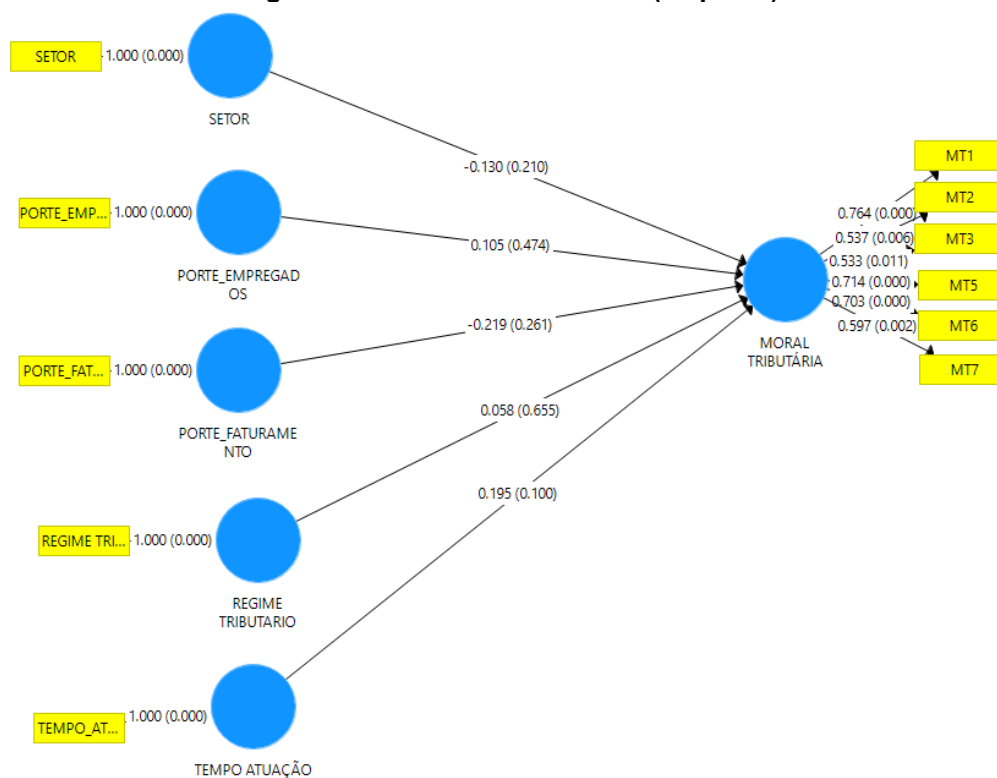 SETOR
1.000 (0.000)
SETOR
-0.130 (0.210)
PORTE_EMP...
1.000 (0.000)
PORTE_EMPREGAD
OS
0.105 (0.474)
PORTE_FAT...
1.000 (0.000)
PORTE_FATURAME
NTO
-0.219 (0.261)
REGIME TRI...
1.000 (0.000)
REGIME
TRIBUTARIO
0.058 (0.655)
TEMPO_AT...
1.000 (0.000)
TEMPO ATUAÇÃO
0.195 (0.100)
MORAL
TRIBUTÁRIA
0.764 (0.000)
0.537 (0.006)
0.533 (0.011)
0.714 (0.000)
0.703 (0.000)
0.597 (0.002)
MT1
MT2
MT3
MT5
MT6
MT7